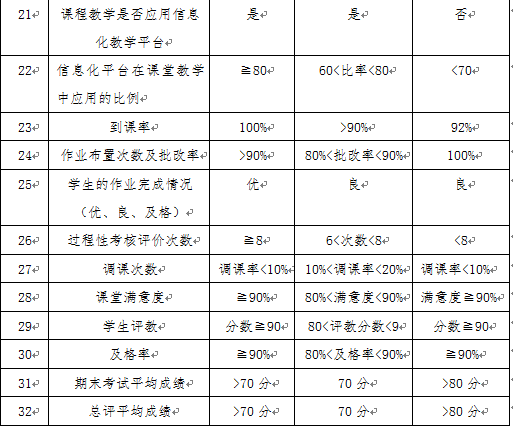 21 课程教学是否应用信息 是 是 否
化教学平台
22 信息化平台在课堂教学 ≧80 60<比率<80 <70
中应用的比例
23 到课率 100% >90% 92%
24 作业布置次数及批改率 >90% 80%<批改率<90% 100%
25 学生的作业完成情况 优 良 良
（优、良、及格）
26 过程性考核评价次数 ≧8 6<次数<8 <8
27 调课次数 调课率<10% 10%<调课率<20% 调课率<10%
28 课堂满意度 ≧90% 80%<满意度<90% 满意度≧90%
29 学生评教 分数≧90 80<评教分数<9 分数≧90
30 及格率 ≧90% 80%<及格率<90% ≧90%
31 期末考试平均成绩 >70 分 70 分 >80 分
32 总评平均成绩 >70 分 70 分 >80 分